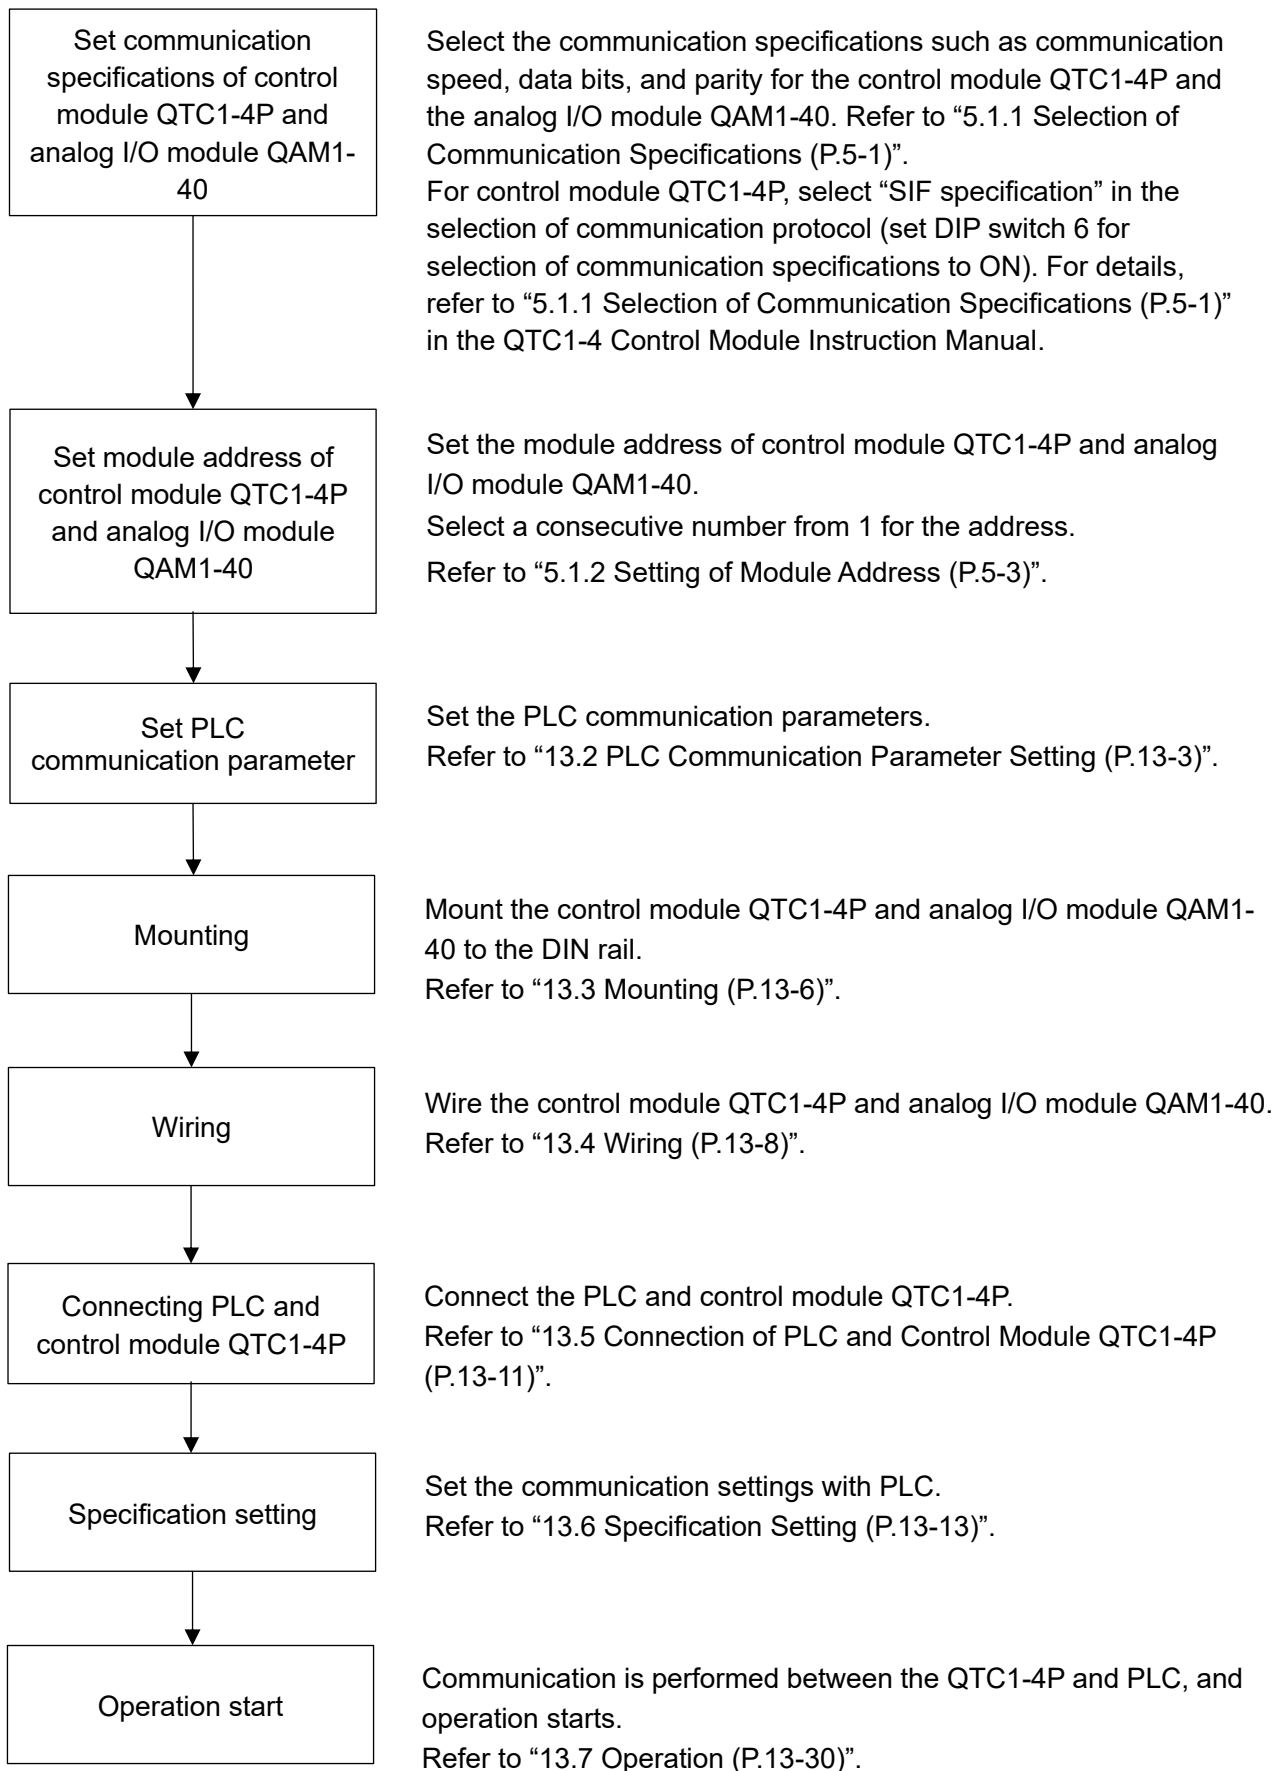 Set communication
specifications of control
module QTC1-4P and
analog I/O module QAM1-
40
Select the communication specifications such as communication
speed, data bits, and parity for the control module QTC1-4P and
the analog I/O module QAM1-40. Refer to “5.1.1 Selection of
Communication Specifications (P.5-1)”.
For control module QTC1-4P, select “SIF specification” in the
selection of communication protocol (set DIP switch 6 for
selection of communication specifications to ON). For details,
refer to “5.1.1 Selection of Communication Specifications (P.5-1)”
in the QTC1-4 Control Module Instruction Manual.
Set module address of
control module QTC1-4P
and analog I/O module
QAM1-40
Set the module address of control module QTC1-4P and analog
I/O module QAM1-40.
Select a consecutive number from 1 for the address.
Refer to “5.1.2 Setting of Module Address (P.5-3)”.
Set PLC
communication parameter
Set the PLC communication parameters.
Refer to “13.2 PLC Communication Parameter Setting (P.13-3)”.
Mounting
Mount the control module QTC1-4P and analog I/O module QAM1-
40 to the DIN rail.
Refer to “13.3 Mounting (P.13-6)”.
Wiring
Wire the control module QTC1-4P and analog I/O module QAM1-40.
Refer to “13.4 Wiring (P.13-8)”.
Connecting PLC and
control module QTC1-4P
Connect the PLC and control module QTC1-4P.
Refer to “13.5 Connection of PLC and Control Module QTC1-4P
(P.13-11)”.
Specification setting
Set the communication settings with PLC.
Refer to “13.6 Specification Setting (P.13-13)”.
Operation start
Communication is performed between the QTC1-4P and PLC, and
operation starts.
Refer to “13.7 Operation (P.13-30)”.